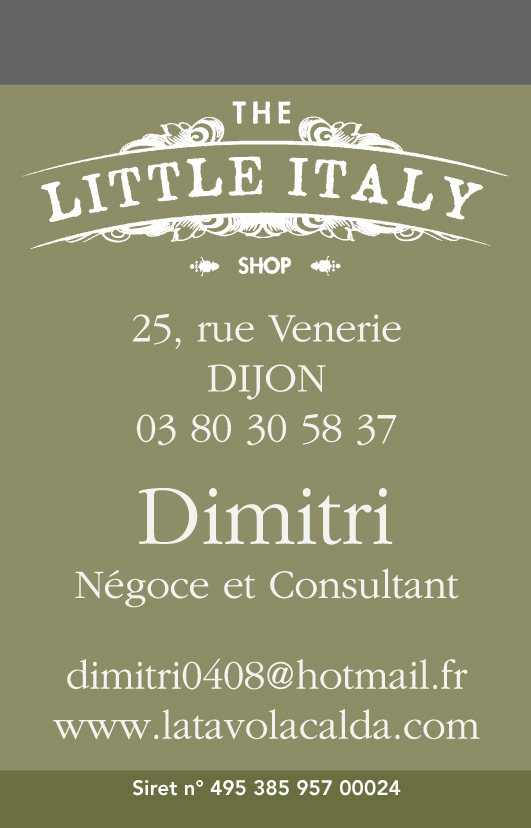 THE
LITTLE ITALY
SHOP
25, rue Venerie
DIJON
03 80 30 58 37
Dimitri
Négoce et Consultant
dimitri0408@hotmail.fr
www.latavolacalda.com
Siret n° 495 385 957 00024